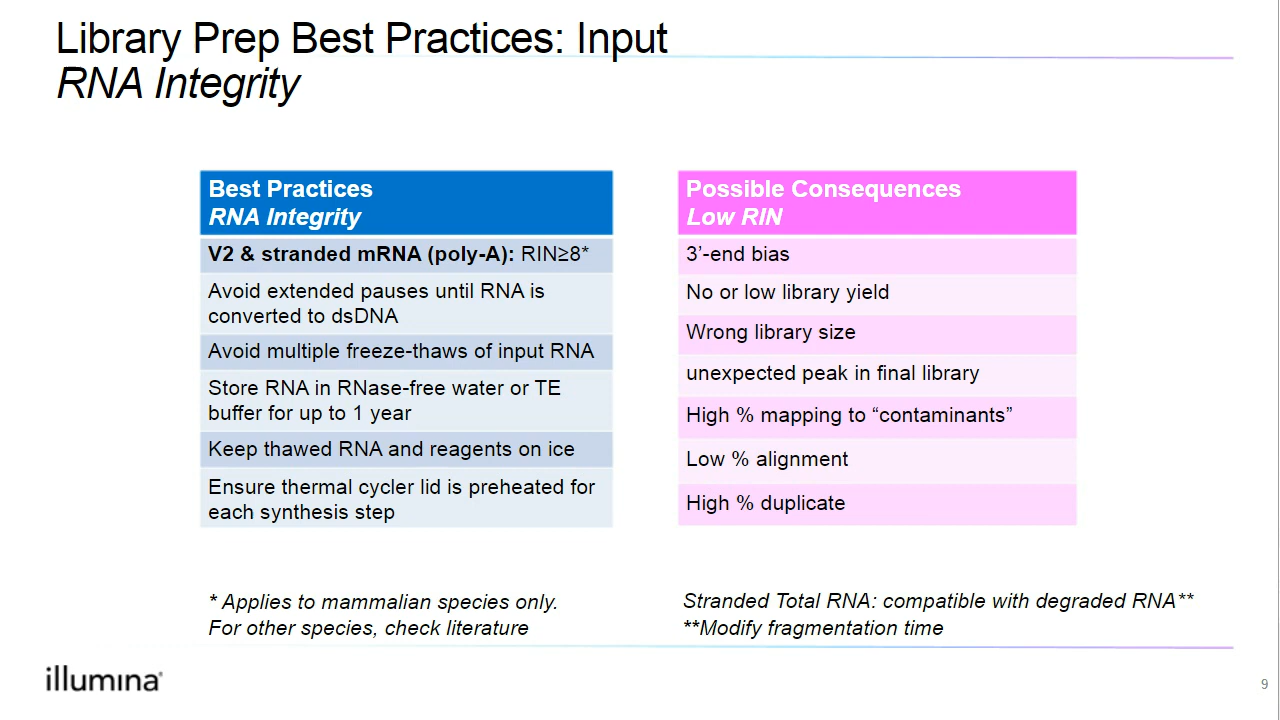 Library Prep Best Practices: Input
RNA Integrity
Best Practices
RNA Integrity
V2 & stranded mRNA (poly-A): RIN≥8*
Avoid extended pauses until RNA is
converted to dsDNA
Avoid multiple freeze-thaws of input RNA
Store RNA in RNase-free water or TE
buffer for up to 1 year
Keep thawed RNA and reagents on ice
Ensure thermal cycler lid is preheated for
each synthesis step
Possible Consequences
Low RIN
3’-end bias
No or low library yield
Wrong library size
unexpected peak in final library
High % mapping to “contaminants”
Low % alignment
High % duplicate
* Applies to mammalian species only.
For other species, check literature
Stranded Total RNA: compatible with degraded RNA**
**Modify fragmentation time
illumina®
9